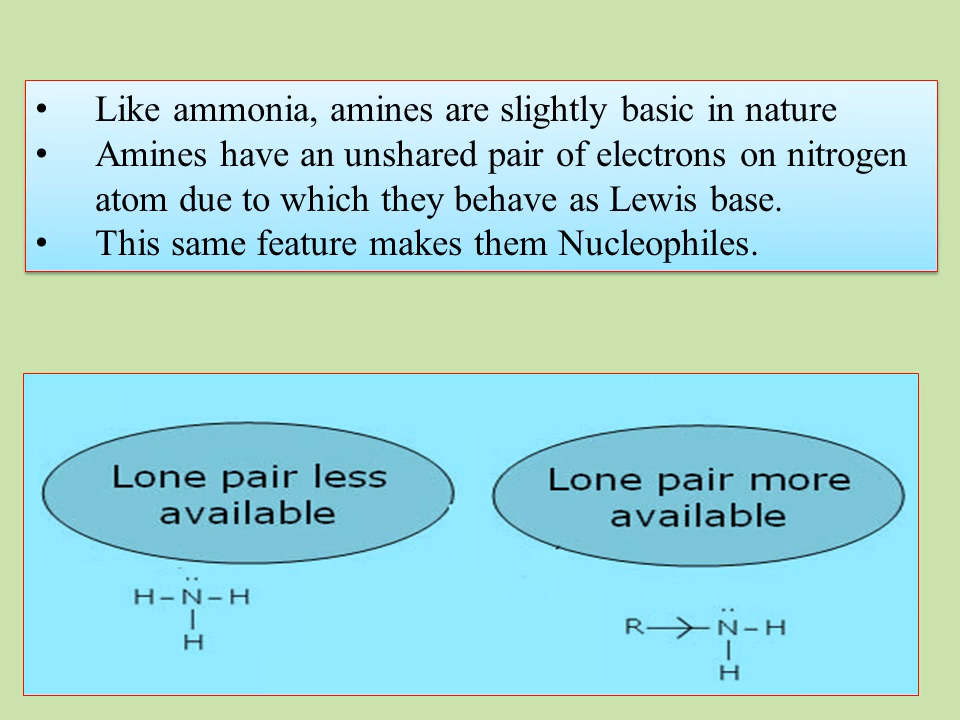 • Like ammonia, amines are slightly basic in nature
• Amines have an unshared pair of electrons on nitrogen
atom due to which they behave as Lewis base.
• This same feature makes them Nucleophiles.
Lone pair less
available
Lone pair more
available
H–N̈–H
|
H
R→N̈–H
|
H